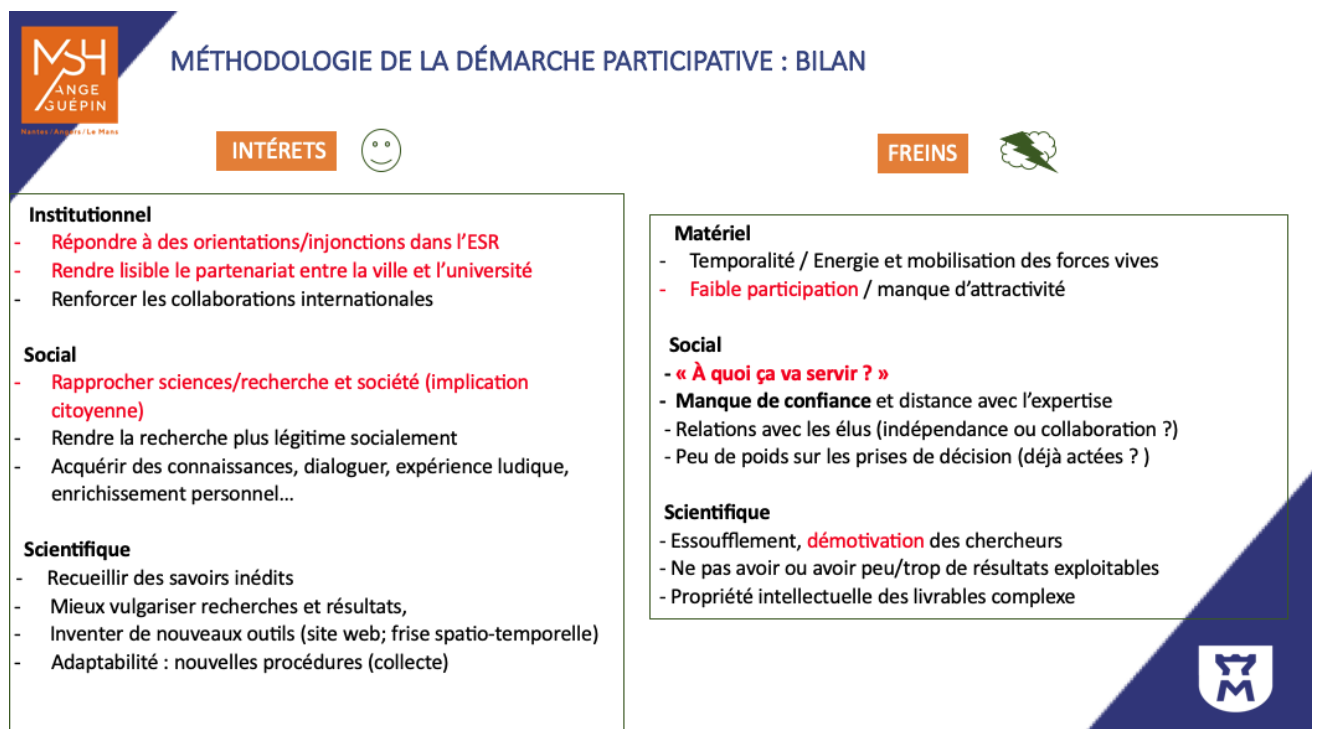 MSH
ANGE
GUÉPIN
Nantes/Angers/Le Mans
MÉTHODOLOGIE DE LA DÉMARCHE PARTICIPATIVE : BILAN
INTÉRETS
Institutionnel
- Répondre à des orientations/injonctions dans l'ESR
- Rendre lisible le partenariat entre la ville et l'université
- Renforcer les collaborations internationales
Social
- Rapprocher sciences/recherche et société (implication
citoyenne)
- Rendre la recherche plus légitime socialement
- Acquérir des connaissances, dialoguer, expérience ludique,
enrichissement personnel…
Scientifique
- Recueillir des savoirs inédits
- Mieux vulgariser recherches et résultats,
- Inventer de nouveaux outils (site web; frise spatio-temporelle)
- Adaptabilité : nouvelles procédures (collecte)
FREINS
Matériel
- Temporalité / Energie et mobilisation des forces vives
- Faible participation / manque d'attractivité
Social
- « À quoi ça va servir ? »
- Manque de confiance et distance avec l'expertise
- Relations avec les élus (indépendance ou collaboration ?)
- Peu de poids sur les prises de décision (déjà actées ? )
Scientifique
- Essoufflement, démotivation des chercheurs
- Ne pas avoir ou avoir peu/trop de résultats exploitables
- Propriété intellectuelle des livrables complexe
M